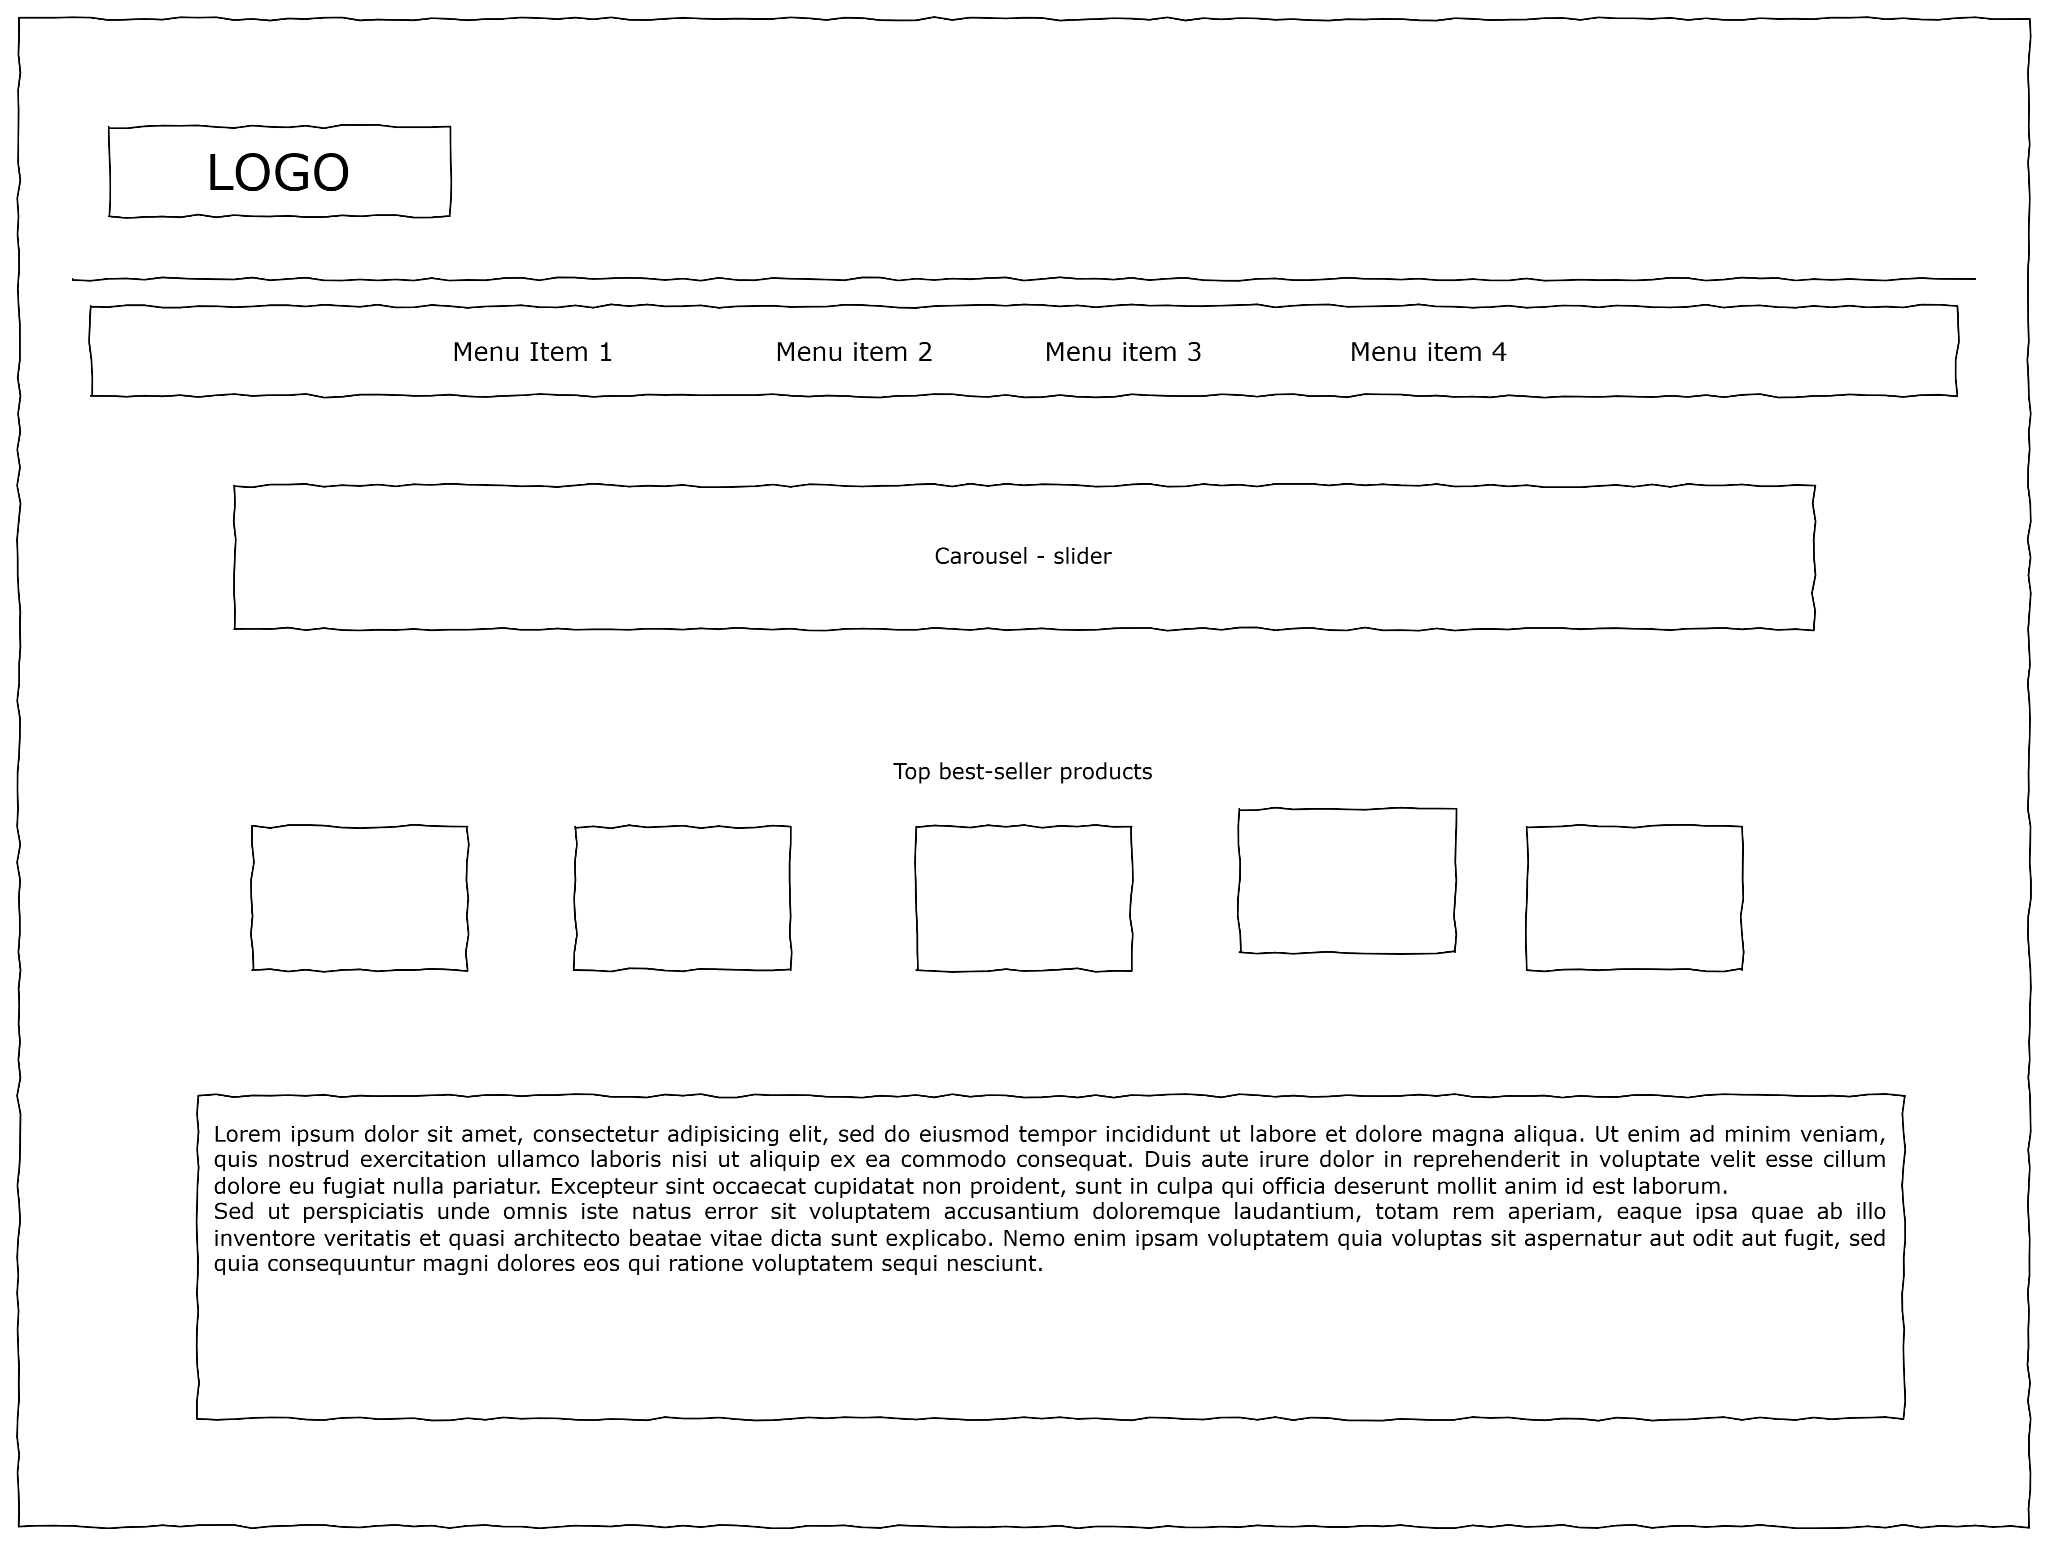 LOGO
Menu Item 1
Menu item 2
Menu item 3
Menu item 4
Carousel - slider
Top best-seller products
Lorem ipsum dolor sit amet, consectetur adipisicing elit, sed do eiusmod tempor incididunt ut labore et dolore magna aliqua. Ut enim ad minim veniam,
quis nostrud exercitation ullamco laboris nisi ut aliquip ex ea commodo consequat. Duis aute irure dolor in reprehenderit in voluptate velit esse cillum
dolore eu fugiat nulla pariatur. Excepteur sint occaecat cupidatat non proident, sunt in culpa qui officia deserunt mollit anim id est laborum.
Sed ut perspiciatis unde omnis iste natus error sit voluptatem accusantium doloremque laudantium, totam rem aperiam, eaque ipsa quae ab illo
inventore veritatis et quasi architecto beatae vitae dicta sunt explicabo. Nemo enim ipsam voluptatem quia voluptas sit aspernatur aut odit aut fugit, sed
quia consequuntur magni dolores eos qui ratione voluptatem sequi nesciunt.